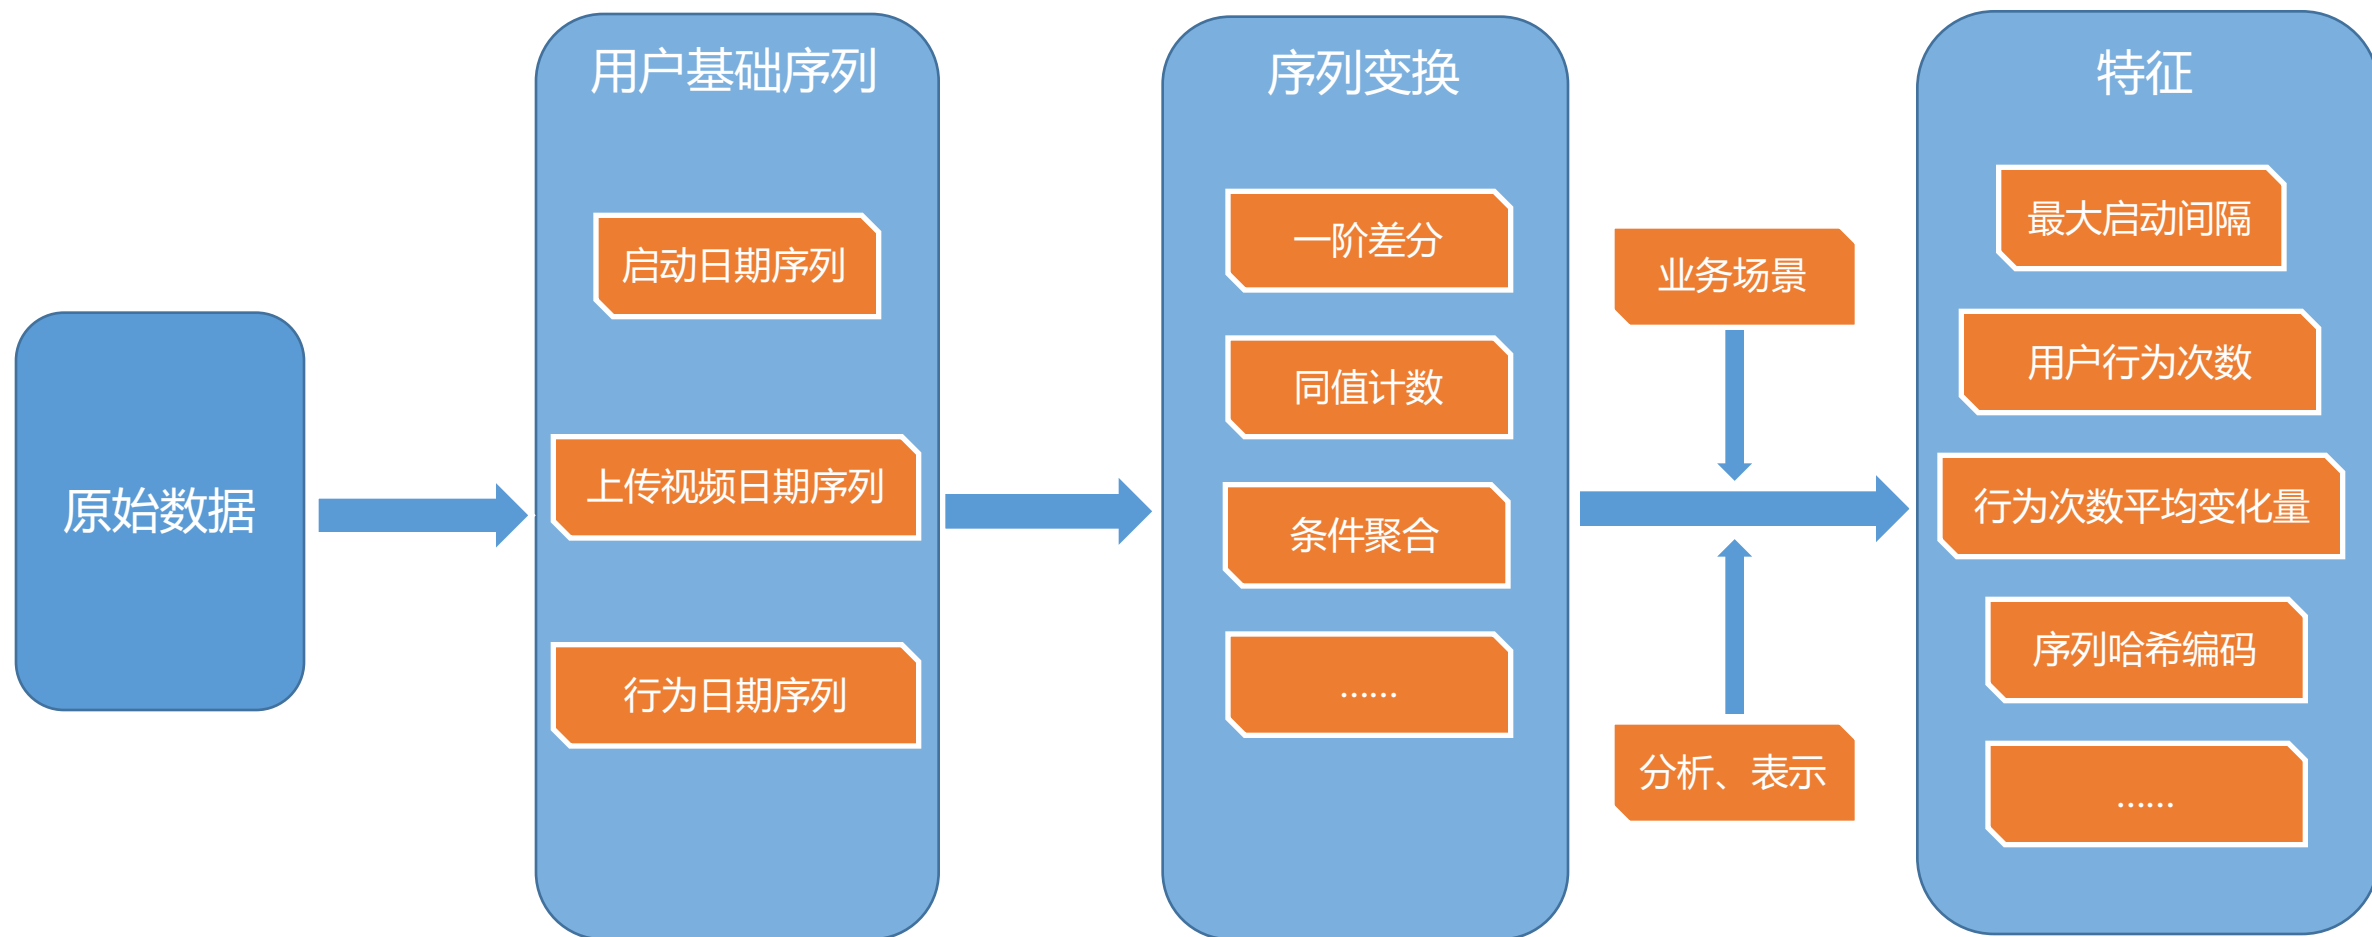 原始数据
用户基础序列
启动日期序列
上传视频日期序列
行为日期序列
序列变换
一阶差分
同值计数
条件聚合
......
业务场景
分析、表示
特征
最大启动间隔
用户行为次数
行为次数平均变化量
序列哈希编码
......